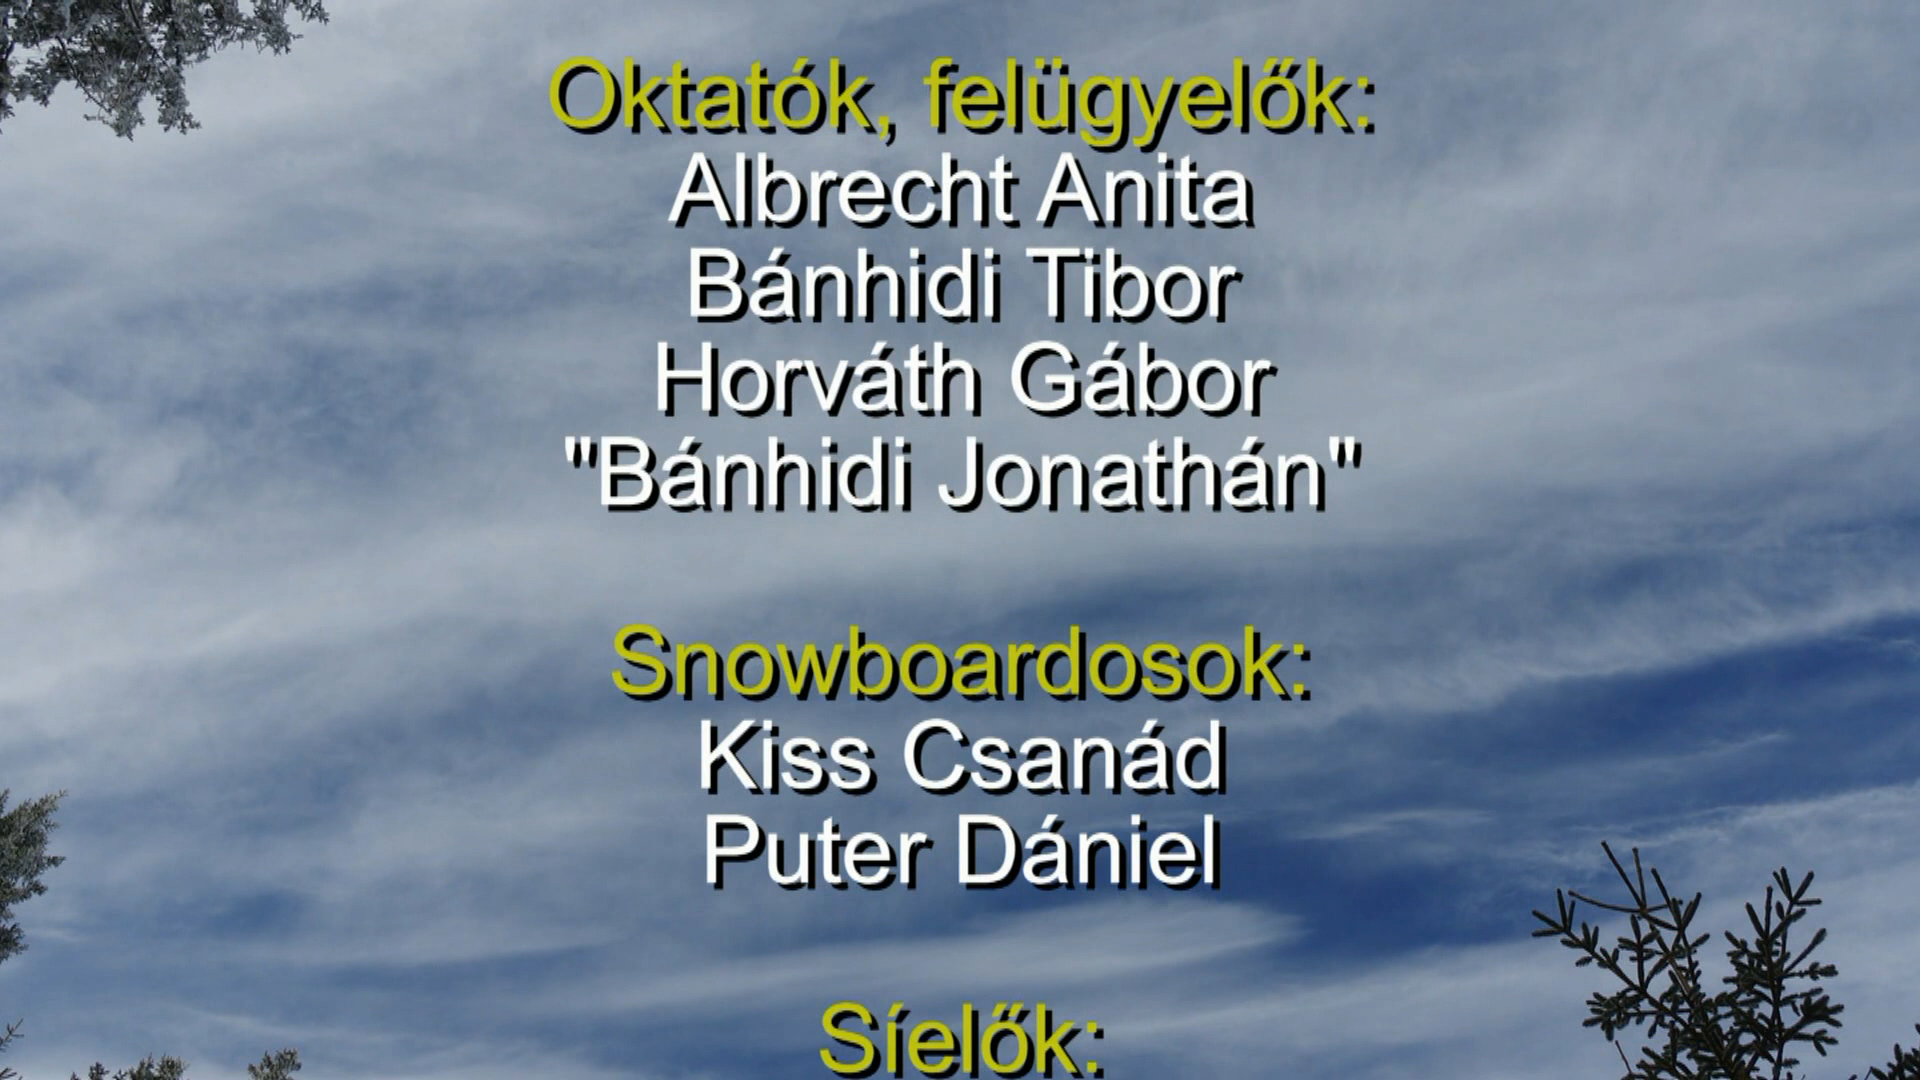 Oktatók, felügyelők:
Albrecht Anita
Bánhidi Tibor
Horváth Gábor
"Bánhidi Jonathán"
Snowboardosok:
Kiss Csanád
Puter Dániel
Síelők: